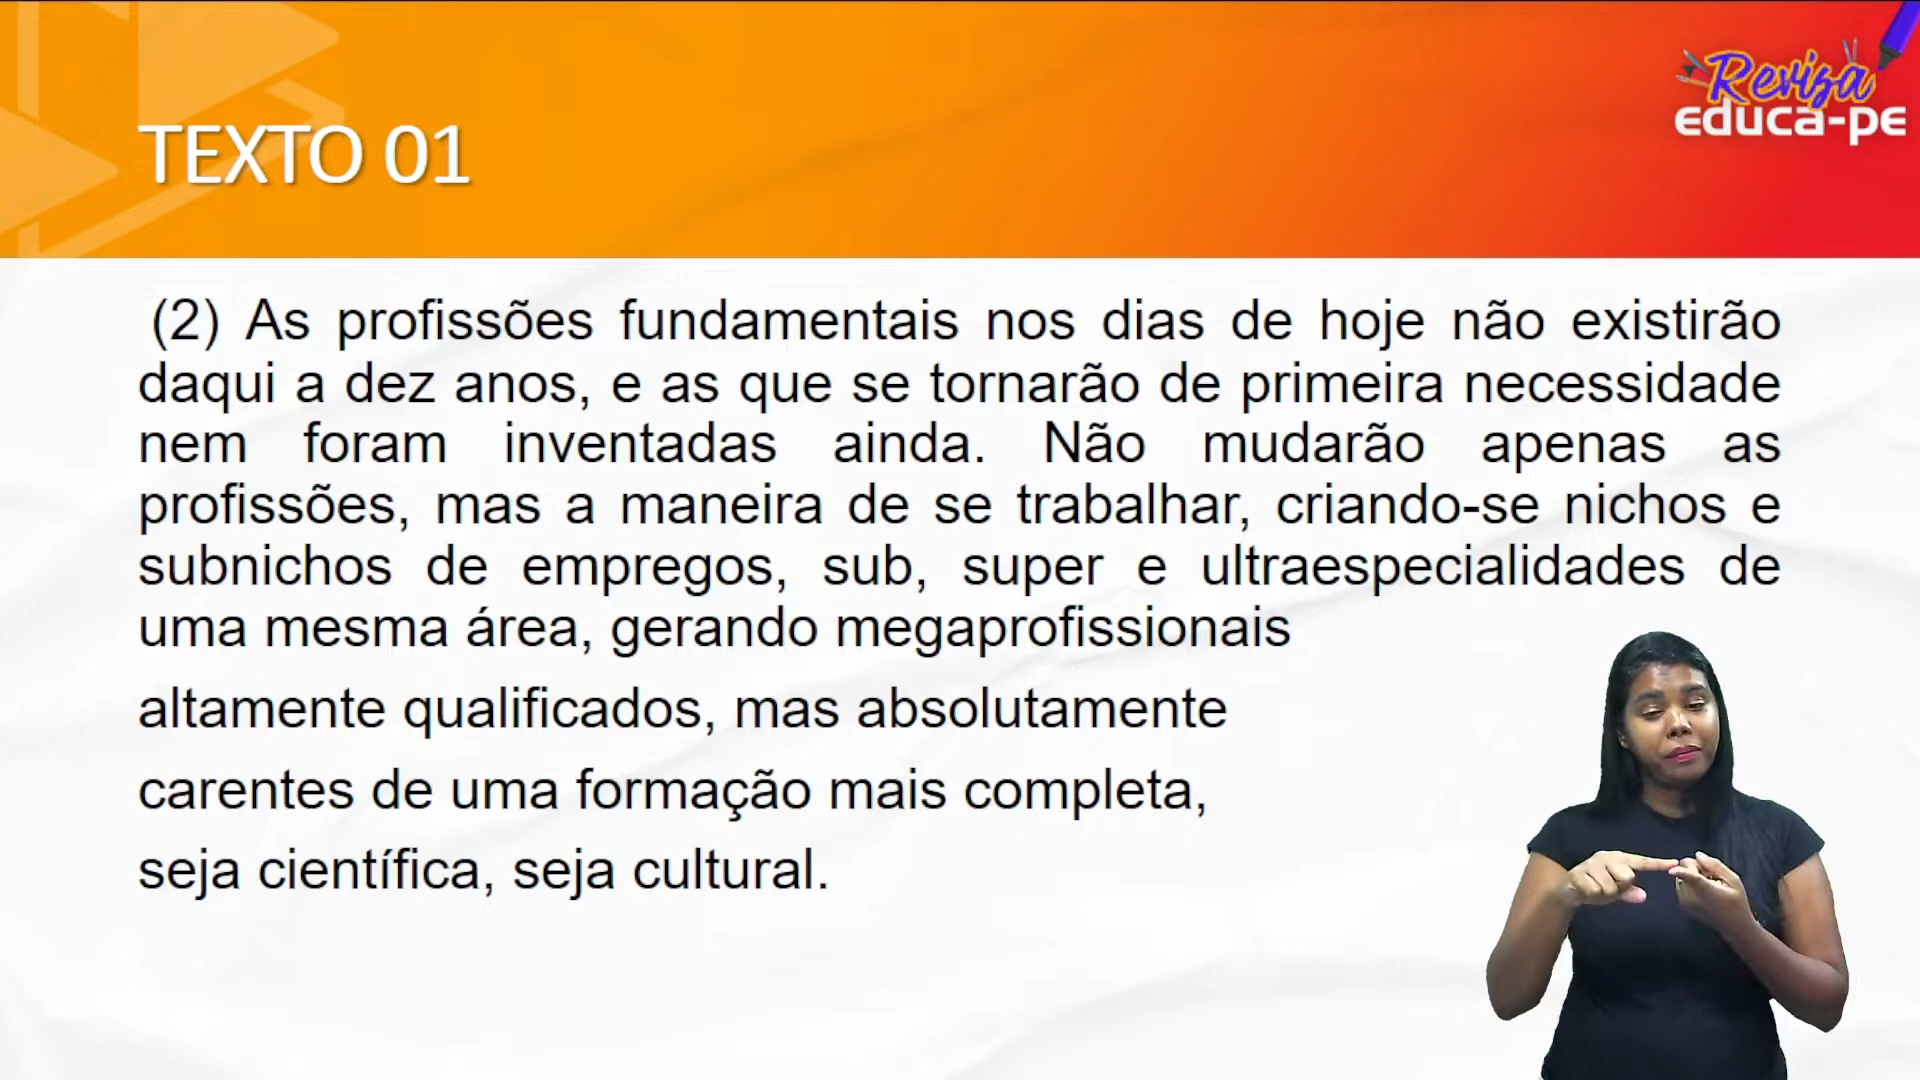 Reviza
educa-pe
TEXTO 01
(2) As profissões fundamentais nos dias de hoje não existirão
daqui a dez anos, e as que se tornarão de primeira necessidade
nem foram inventadas ainda. Não mudarão apenas as
profissões, mas a maneira de se trabalhar, criando-se nichos e
subnichos de empregos, sub, super e ultraespecialidades de
uma mesma área, gerando megaprofissionais
altamente qualificados, mas absolutamente
carentes de uma formação mais completa,
seja científica, seja cultural.